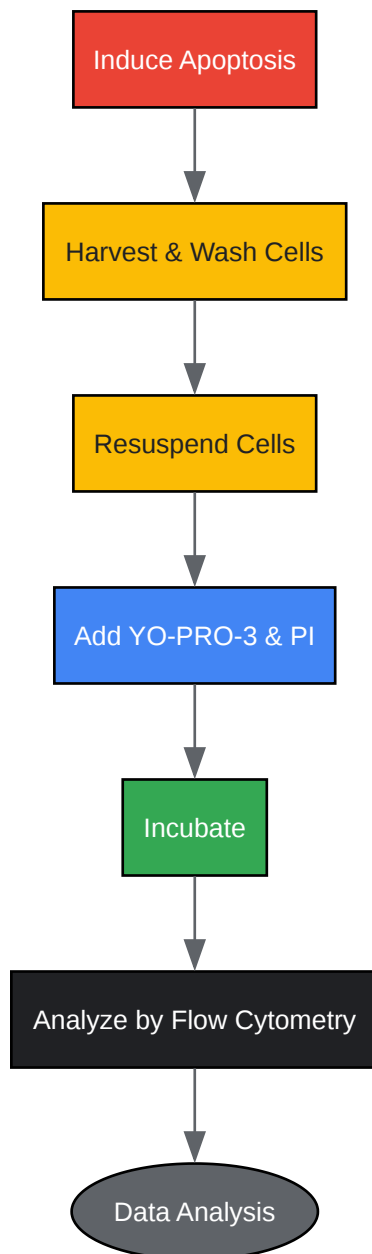 Induce Apoptosis
Harvest & Wash Cells
Resuspend Cells
Add YO-PRO-3 & PI
Incubate
Analyze by Flow Cytometry
Data Analysis